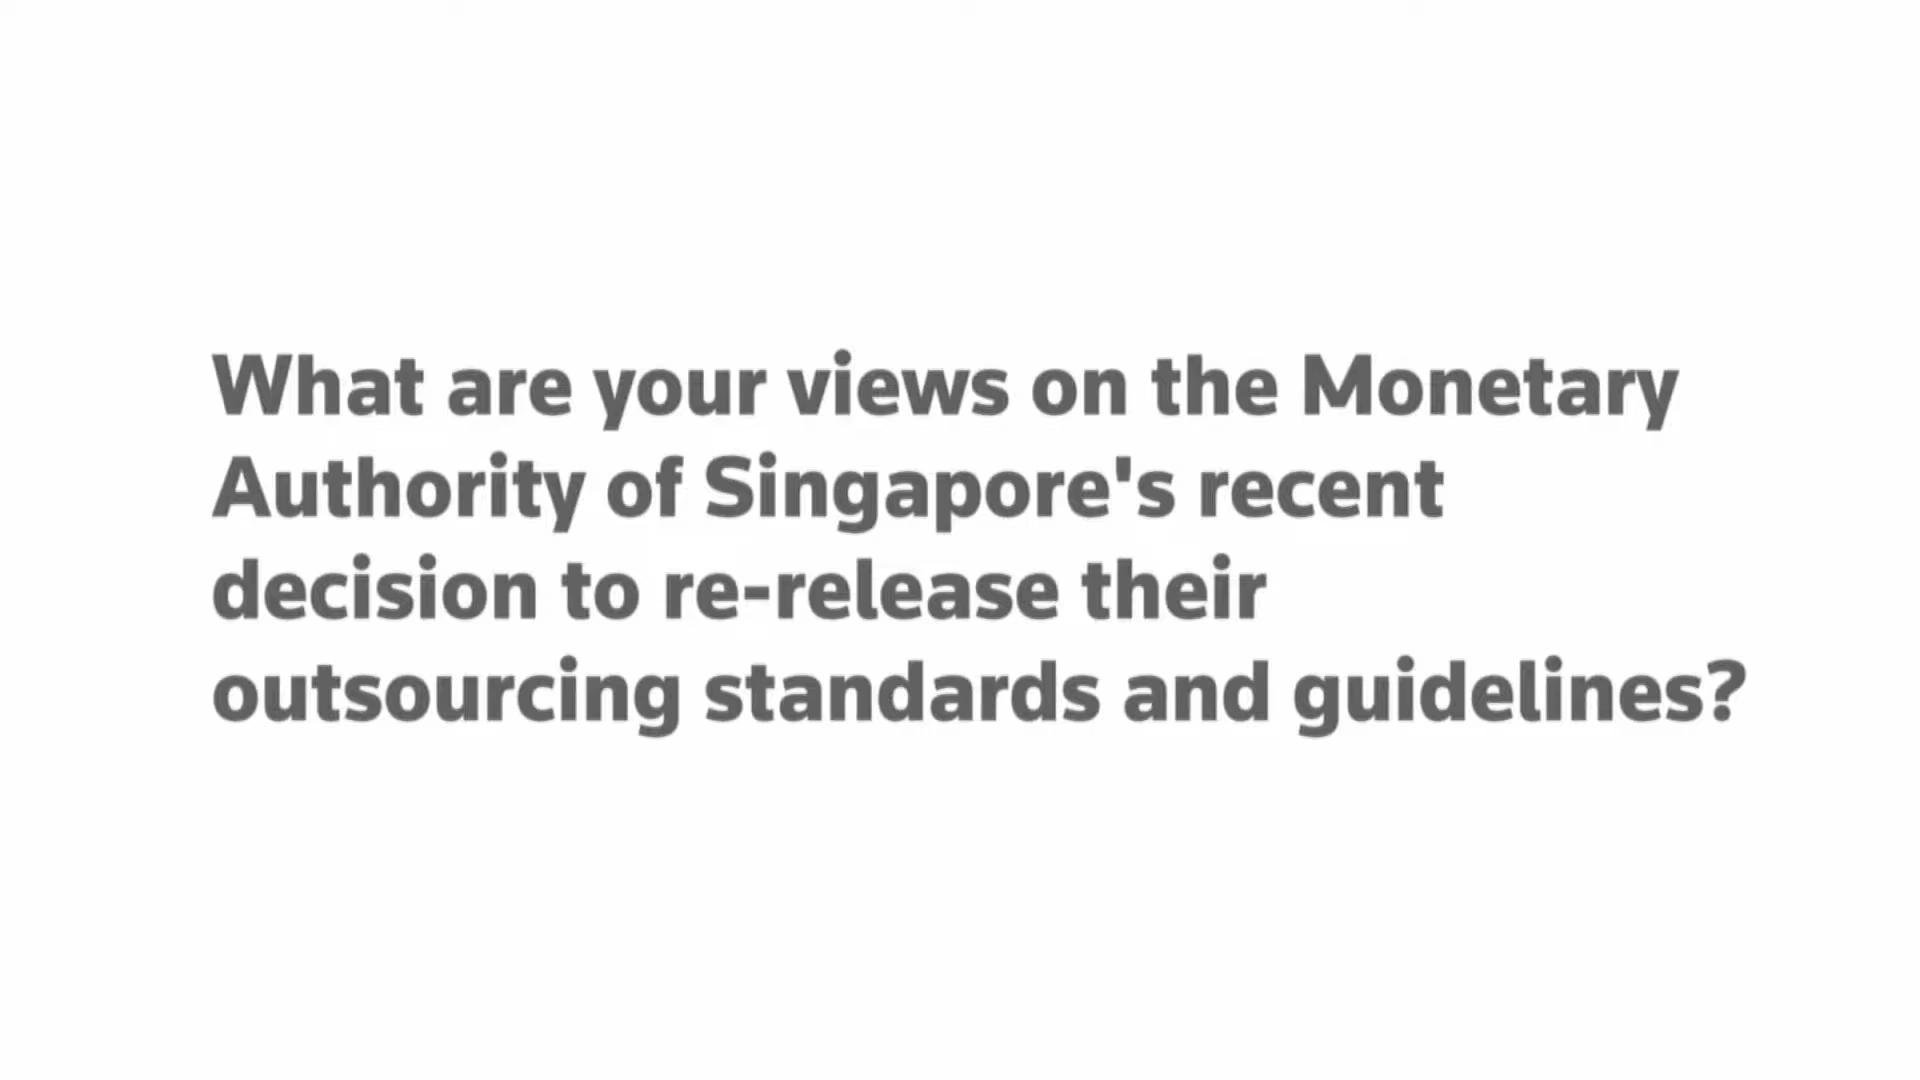 What are your views on the Monetary
Authority of Singapore's recent
decision to re-release their
outsourcing standards and guidelines?